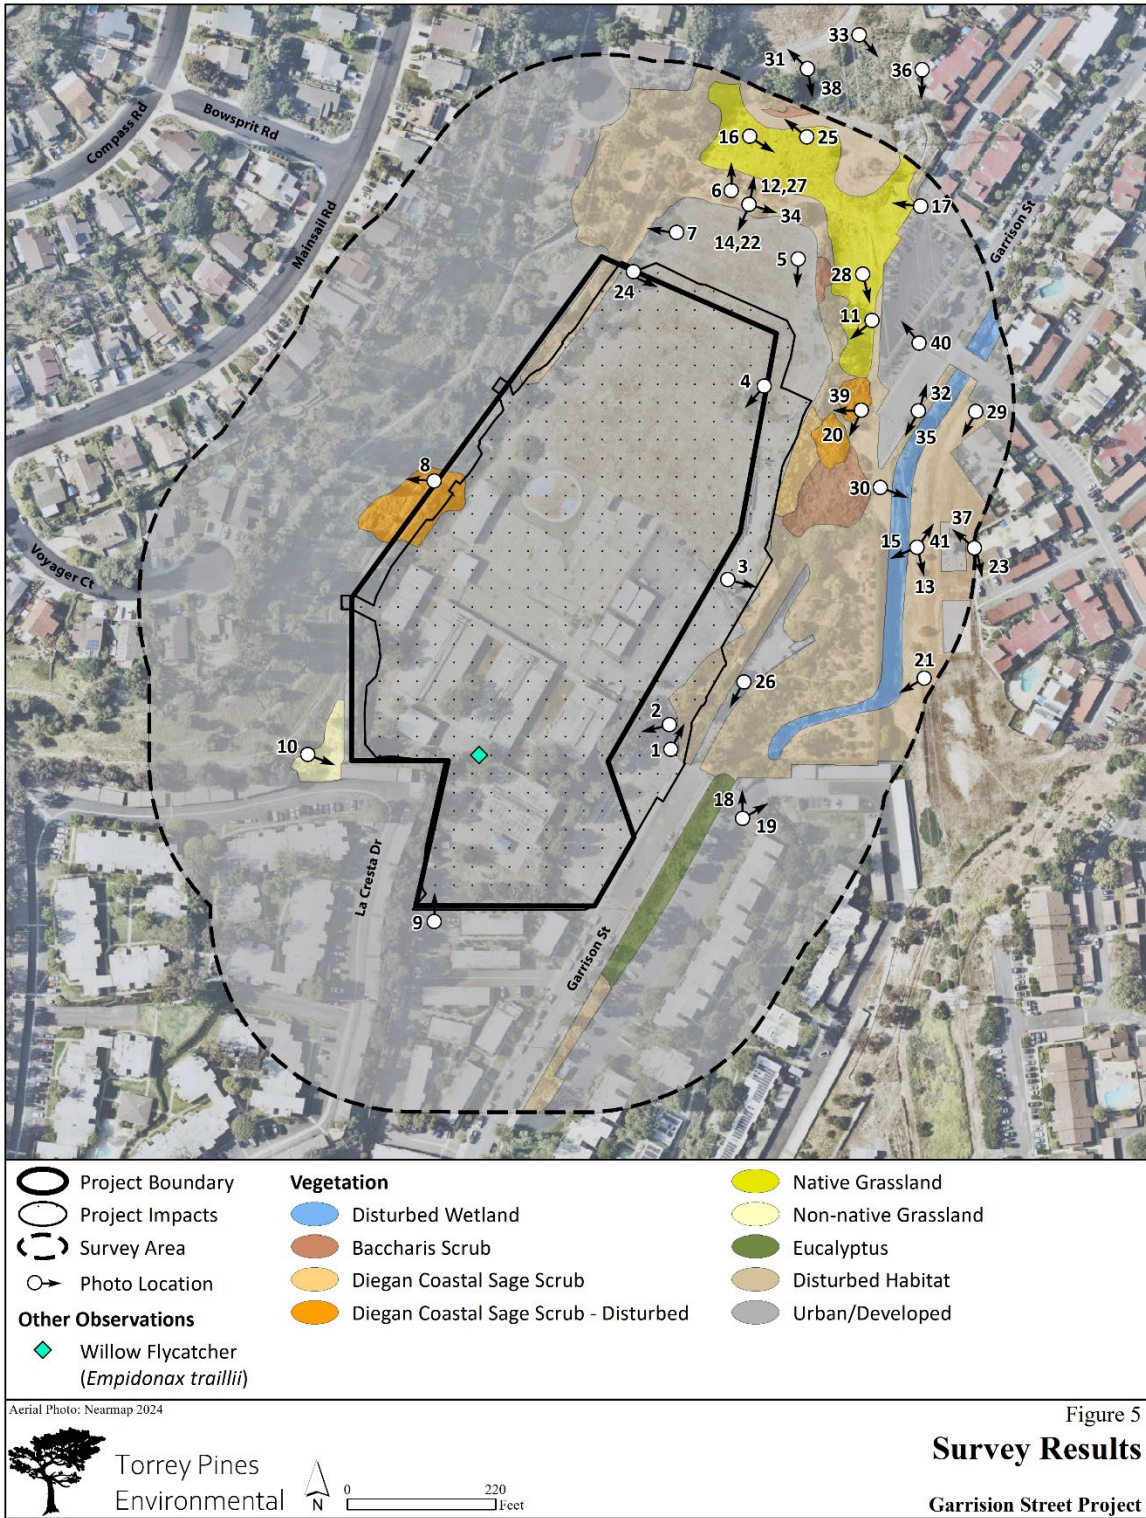 33
31
36
38
Compass Rd
Bowsprit Rd
16
25
6
12,27
17
34
Mainsail Rd
7
14,22
Garrison St
5
28
24
11
40
4
39
32
29
20
35
8
30
37
15
41
Voyager Ct
3
13
23
21
26
2
10
1
18
19
La Cresta Dr
9
Garrison St
Project Boundary
Project Impacts
Survey Area
Photo Location
Other Observations
Willow Flycatcher
(Empidonax traillii)
Vegetation
Disturbed Wetland
Baccharis Scrub
Diegan Coastal Sage Scrub
Diegan Coastal Sage Scrub - Disturbed
Native Grassland
Non-native Grassland
Eucalyptus
Disturbed Habitat
Urban/Developed
Aerial Photo: Nearmap 2024
Torrey Pines
Environmental
N
0 220
Feet
Figure 5
Survey Results
Garrision Street Project